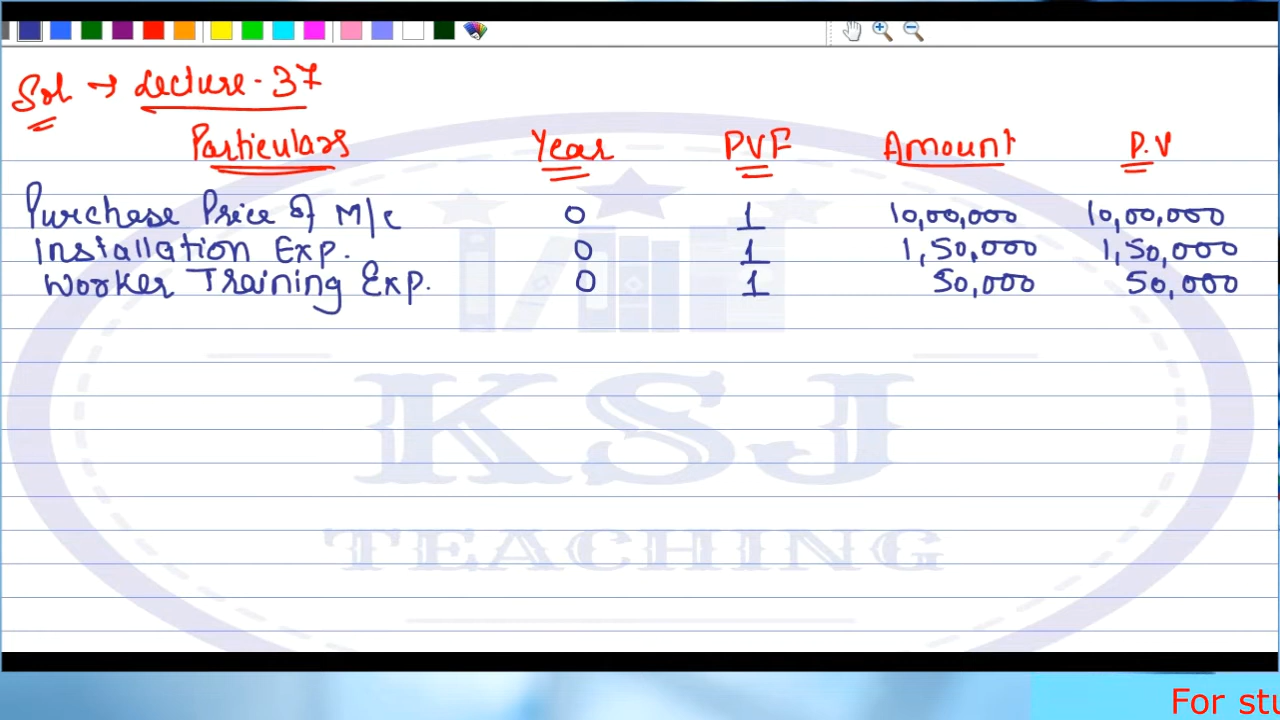 Sol → Lecture-37
Particulars Year PVF Amount P.V
Purchase Price of M/c 0 1 10,00,000 10,00,000
Installation Exp. 0 1 1,50,000 1,50,000
Worker Training Exp. 0 1 50,000 50,000
KSJ
TEACHING
For stu